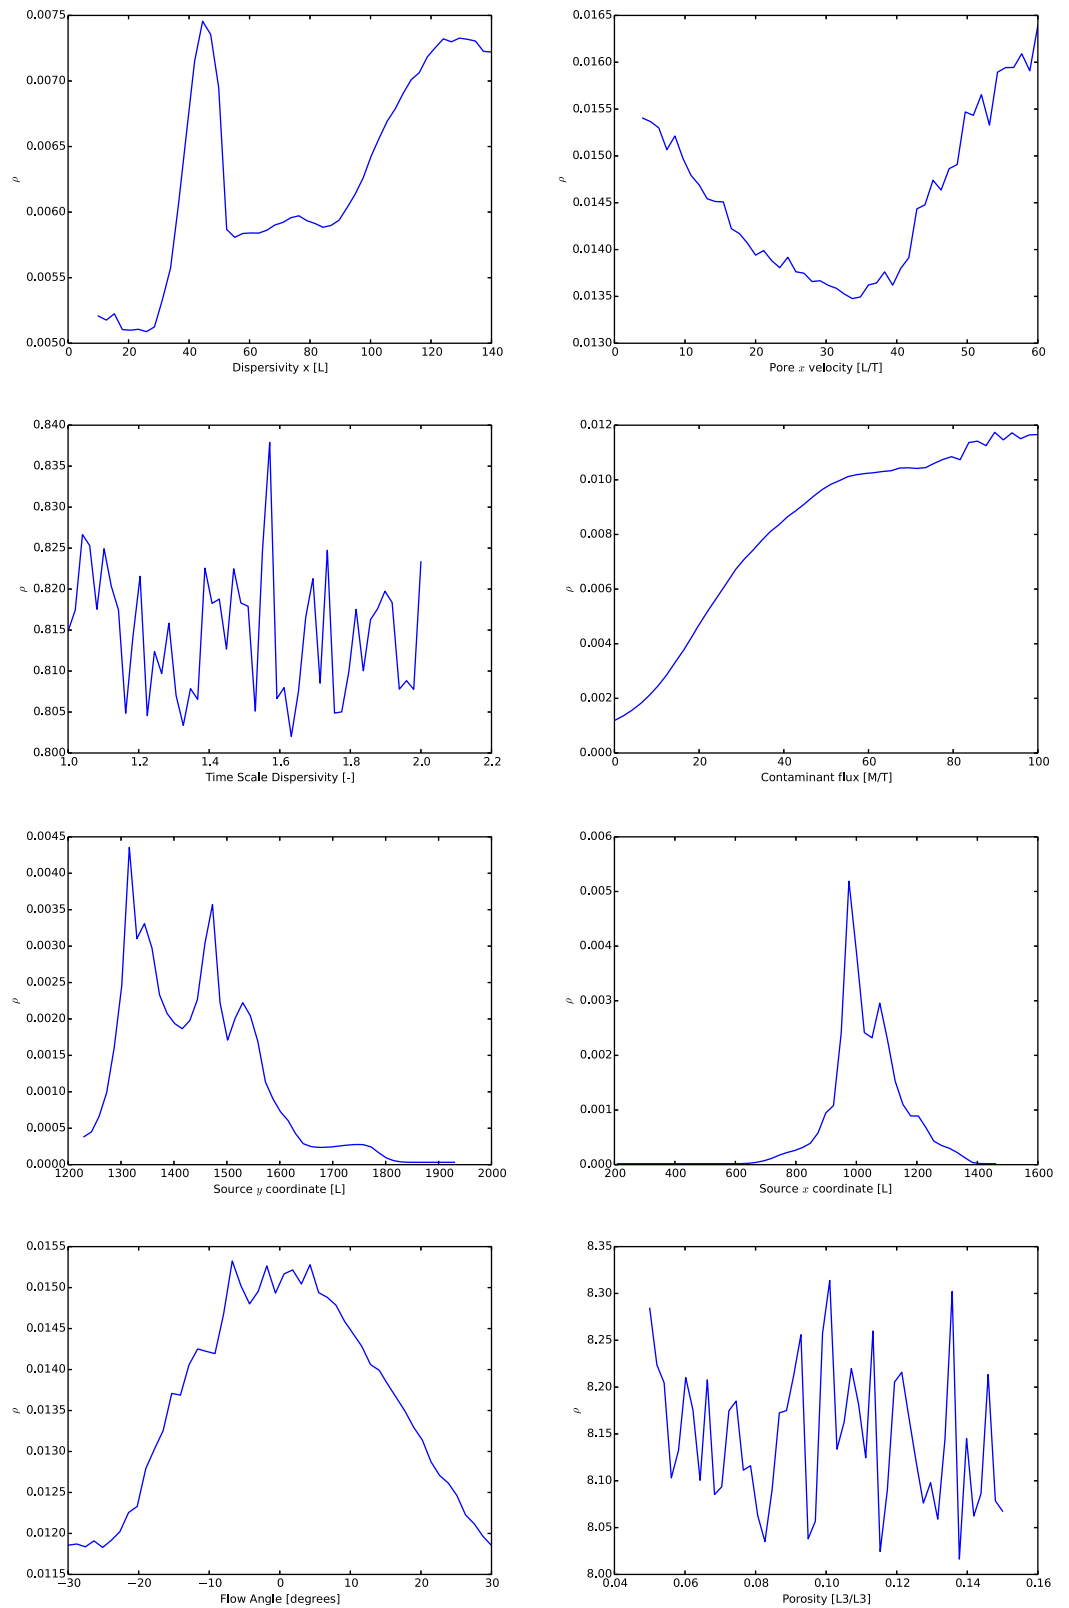 0.0075
0.0070
0.0065
0.0060
0.0055
0.0050
ρ
0 20 40 60 80 100 120 140
Dispersivity x [L]
0.0165
0.0160
0.0155
0.0150
0.0145
0.0140
0.0135
0.0130
ρ
0 10 20 30 40 50 60
Pore x velocity [L/T]
0.840
0.835
0.830
0.825
0.820
0.815
0.810
0.805
0.800
ρ
1.0 1.2 1.4 1.6 1.8 2.0 2.2
Time Scale Dispersivity [-]
0.012
0.010
0.008
0.006
0.004
0.002
0.000
ρ
0 20 40 60 80 100
Contaminant flux [M/T]
0.0045
0.0040
0.0035
0.0030
0.0025
0.0020
0.0015
0.0010
0.0005
0.0000
ρ
1200 1300 1400 1500 1600 1700 1800 1900 2000
Source y coordinate [L]
0.006
0.005
0.004
0.003
0.002
0.001
0.000
ρ
200 400 600 800 1000 1200 1400 1600
Source x coordinate [L]
0.0155
0.0150
0.0145
0.0140
0.0135
0.0130
0.0125
0.0120
0.0115
ρ
−30 −20 −10 0 10 20 30
Flow Angle [degrees]
8.35
8.30
8.25
8.20
8.15
8.10
8.05
8.00
ρ
0.04 0.06 0.08 0.10 0.12 0.14 0.16
Porosity [L3/L3]